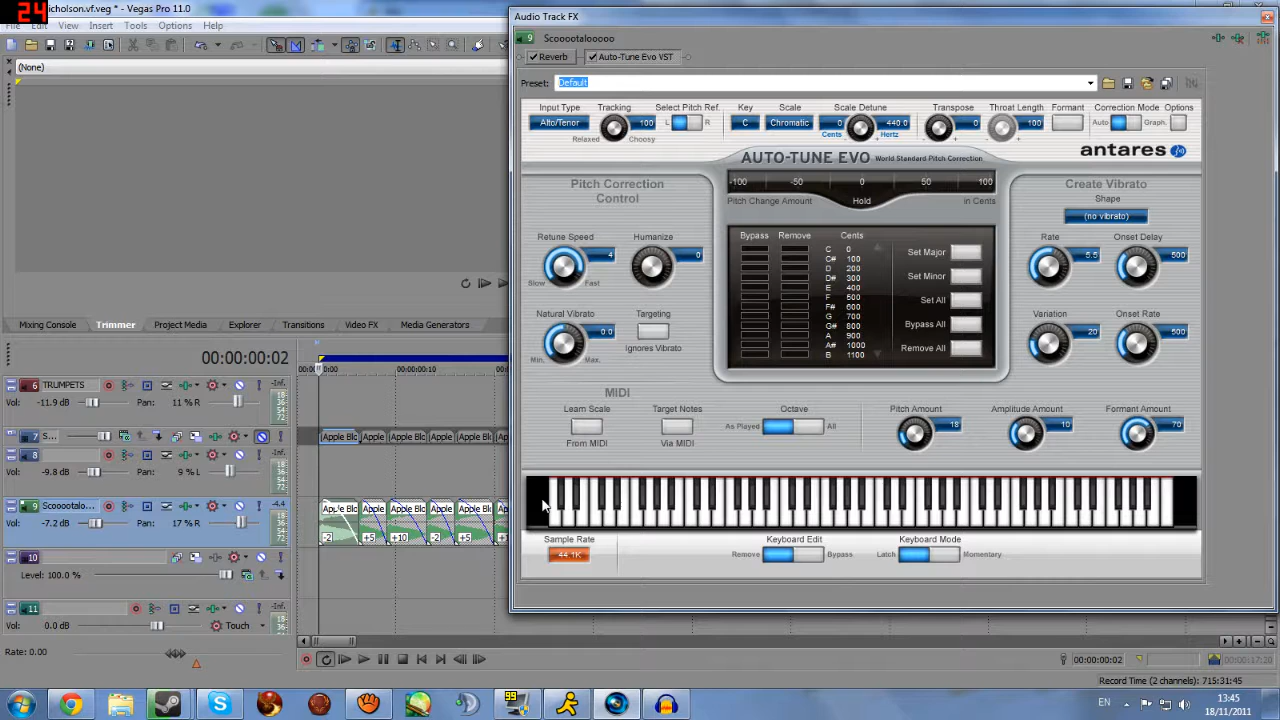 24
icholson.vf.veg * - Vegas Pro 11.0
File Edit View Insert Tools Options Help
(None)
Audio Track FX
9 Scooootalooooo
Reverb Auto-Tune Evo VST
Preset: Default
Input Type Tracking Select Pitch Ref. Key Scale Scale Detune Transpose Throat Length Formant Correction Mode Options
Alto/Tenor 100 L R C Chromatic 0 440.0 0 100 Auto Graph.
Relaxed Choosy Cents Hertz
antares
AUTO-TUNE EVO World Standard Pitch Correction
-100 -50 0 50 100
Pitch Change Amount Hold in Cents
Pitch Correction
Control
Retune Speed Humanize
4 0
Slow Fast
Natural Vibrato Targeting
0.0
Min. Max. Ignores Vibrato
Bypass Remove Cents
C 0
C# 100
D 200
D# 300
E 400
F 500
F# 600
G 700
G# 800
A 900
A# 1000
B 1100
Set Major
Set Minor
Set All
Bypass All
Remove All
Create Vibrato
Shape
(no vibrato)
Rate Onset Delay
5.5 500
Variation Onset Rate
20 500
MIDI
Learn Scale Target Notes Octave
As Played All
From MIDI Via MIDI
Pitch Amount Amplitude Amount Formant Amount
18 10 70
Sample Rate Keyboard Edit Keyboard Mode
44.1K Remove Bypass Latch Momentary
Mixing Console Trimmer Project Media Explorer Transitions Video FX Media Generators
00:00:00:02
6 TRUMPETS
Vol: -11.9 dB Pan: 11 % R
7 S...
8
Vol: -9.8 dB Pan: 9 % L
9 Scooootalo...
Vol: -7.2 dB Pan: 17 % R
10
Level: 100.0 %
11
Vol: 0.0 dB Touch
Rate: 0.00
00:00:00:02 00:00:17:20
Record Time (2 channels): 715:31:45
EN 13:45
18/11/2011